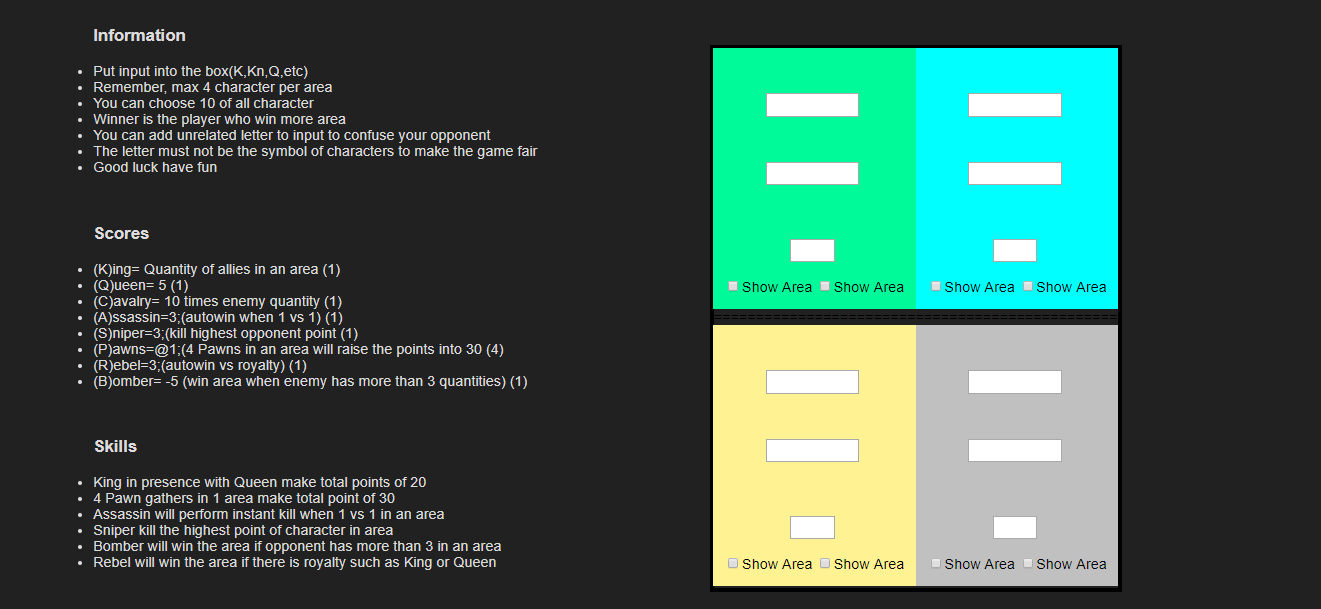 Information
Put input into the box(K,Kn,Q,etc)
Remember, max 4 character per area
You can choose 10 of all character
Winner is the player who win more area
You can add unrelated letter to input to confuse your opponent
The letter must not be the symbol of characters to make the game fair
Good luck have fun
Scores
(K)ing= Quantity of allies in an area (1)
(Q)ueen= 5 (1)
(C)avalry= 10 times enemy quantity (1)
(A)ssassin=3;(autowin when 1 vs 1) (1)
(S)niper=3;(kill highest opponent point (1)
(P)awns=@1;(4 Pawns in an area will raise the points into 30 (4)
(R)ebel=3;(autowin vs royalty) (1)
(B)omber= -5 (win area when enemy has more than 3 quantities) (1)
Skills
King in presence with Queen make total points of 20
4 Pawn gathers in 1 area make total point of 30
Assassin will perform instant kill when 1 vs 1 in an area
Sniper kill the highest point of character in area
Bomber will win the area if opponent has more than 3 in an area
Rebel will win the area if there is royalty such as King or Queen
Show Area Show Area Show Area Show Area
Show Area Show Area Show Area Show Area